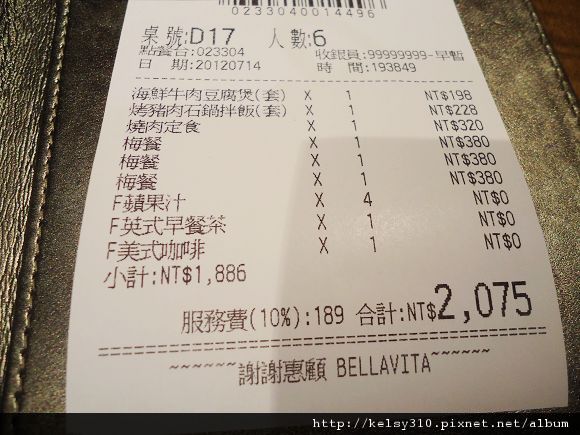 0233040014496
桌號:D17 人數:6
點餐台:023304 收銀員:99999999-早暫
日 期:20120714 時 間:193849
海鮮牛肉豆腐煲(套) X 1 NT$198
烤豬肉石鍋拌飯(套) X 1 NT$228
燒肉定食 X 1 NT$320
梅餐 X 1 NT$380
梅餐 X 1 NT$380
梅餐 X 1 NT$380
F蘋果汁 X 4 NT$0
F英式早餐茶 X 1 NT$0
F美式咖啡 X 1 NT$0
小計:NT$1,886
服務費(10%):189 合計:NT$2,075
~~~~~~謝謝惠顧 BELLAVITA~~~~~~
http://kelsy310.pixnet.net/album